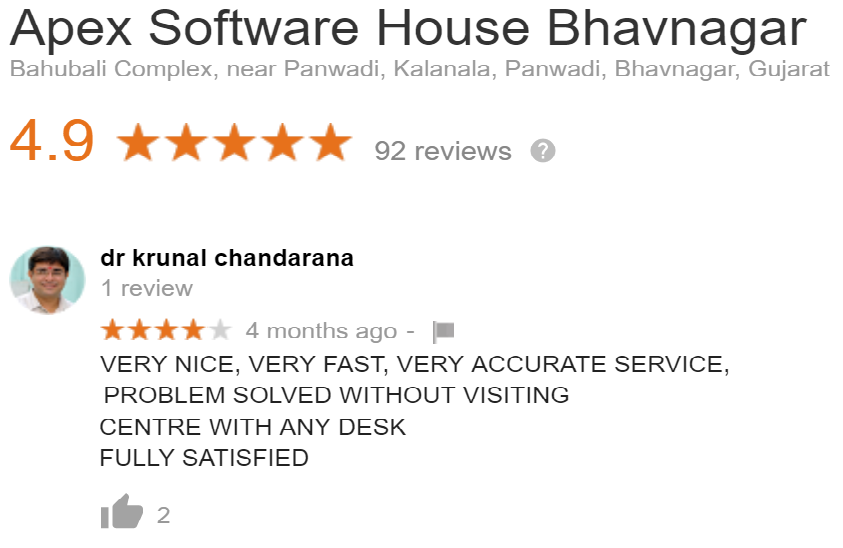 Apex Software House Bhavnagar
Bahubali Complex, near Panwadi, Kalanala, Panwadi, Bhavnagar, Gujarat
4.9 92 reviews ?
dr krunal chandarana
1 review
4 months ago -
VERY NICE, VERY FAST, VERY ACCURATE SERVICE,
PROBLEM SOLVED WITHOUT VISITING
CENTRE WITH ANY DESK
FULLY SATISFIED
2